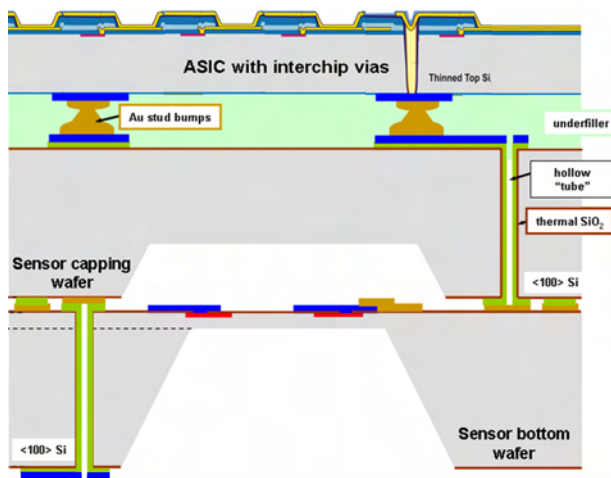 ASIC with interchip vias
Thinned Top Si
Au stud bumps
underfiller
hollow
"tube"
thermal SiO₂
Sensor capping
wafer
<100> Si
<100> Si
Sensor bottom
wafer